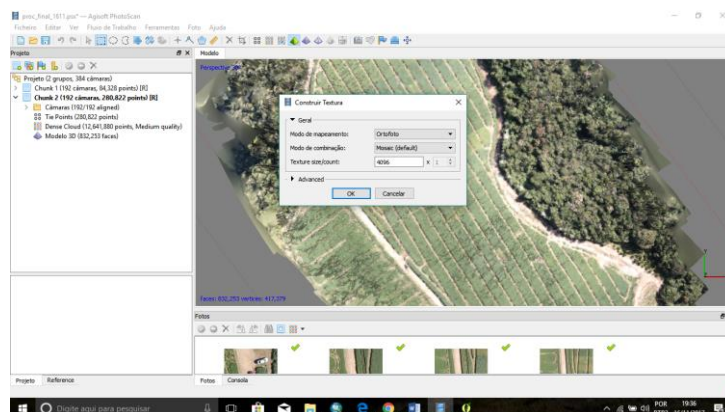 proc_final_1811.psx* — Agisoft PhotoScan
Ficheiro Editar Ver Fluxo de Trabalho Ferramentas Foto Ajuda
Projeto
Modelo
Projeto (2 grupos, 384 câmaras)
Chunk 1 (192 câmaras, 84,328 points) [R]
Chunk 2 (192 câmaras, 280,822 points) [R]
Câmaras (192/192 aligned)
Tie Points (280,822 points)
Dense Cloud (12,641,880 points, Medium quality)
Modelo 3D (832,253 faces)
Construir Textura
Geral
Modo de mapeamento: Ortofoto
Modo de combinação: Mosaic (default)
Texture size/count: 4096 x 1
Advanced
OK Cancelar
Y
Faces: 832,253 vertices: 417,379
Fotos
Projeto Reference
Fotos Consola
Digite aqui para pesquisar
POR 19:36